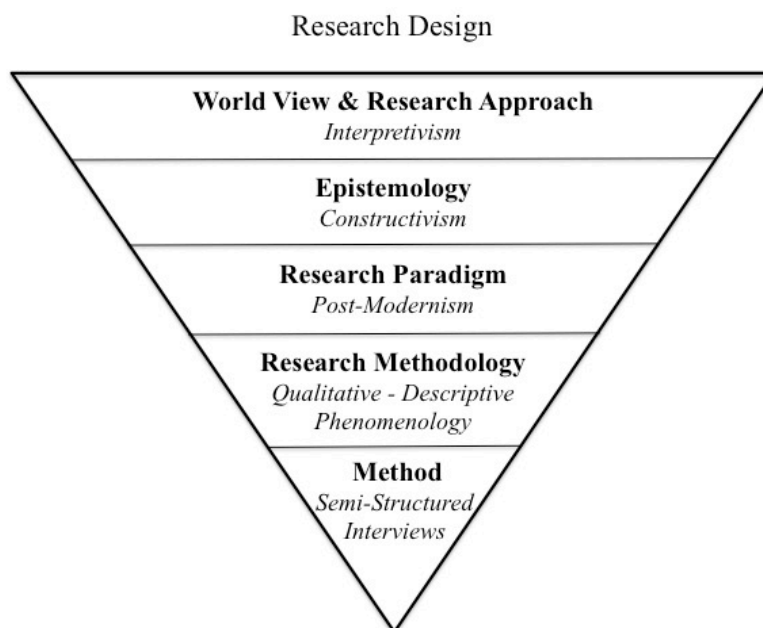 Research Design
World View & Research Approach
Interpretivism
Epistemology
Constructivism
Research Paradigm
Post-Modernism
Research Methodology
Qualitative - Descriptive
Phenomenology
Method
Semi-Structured
Interviews